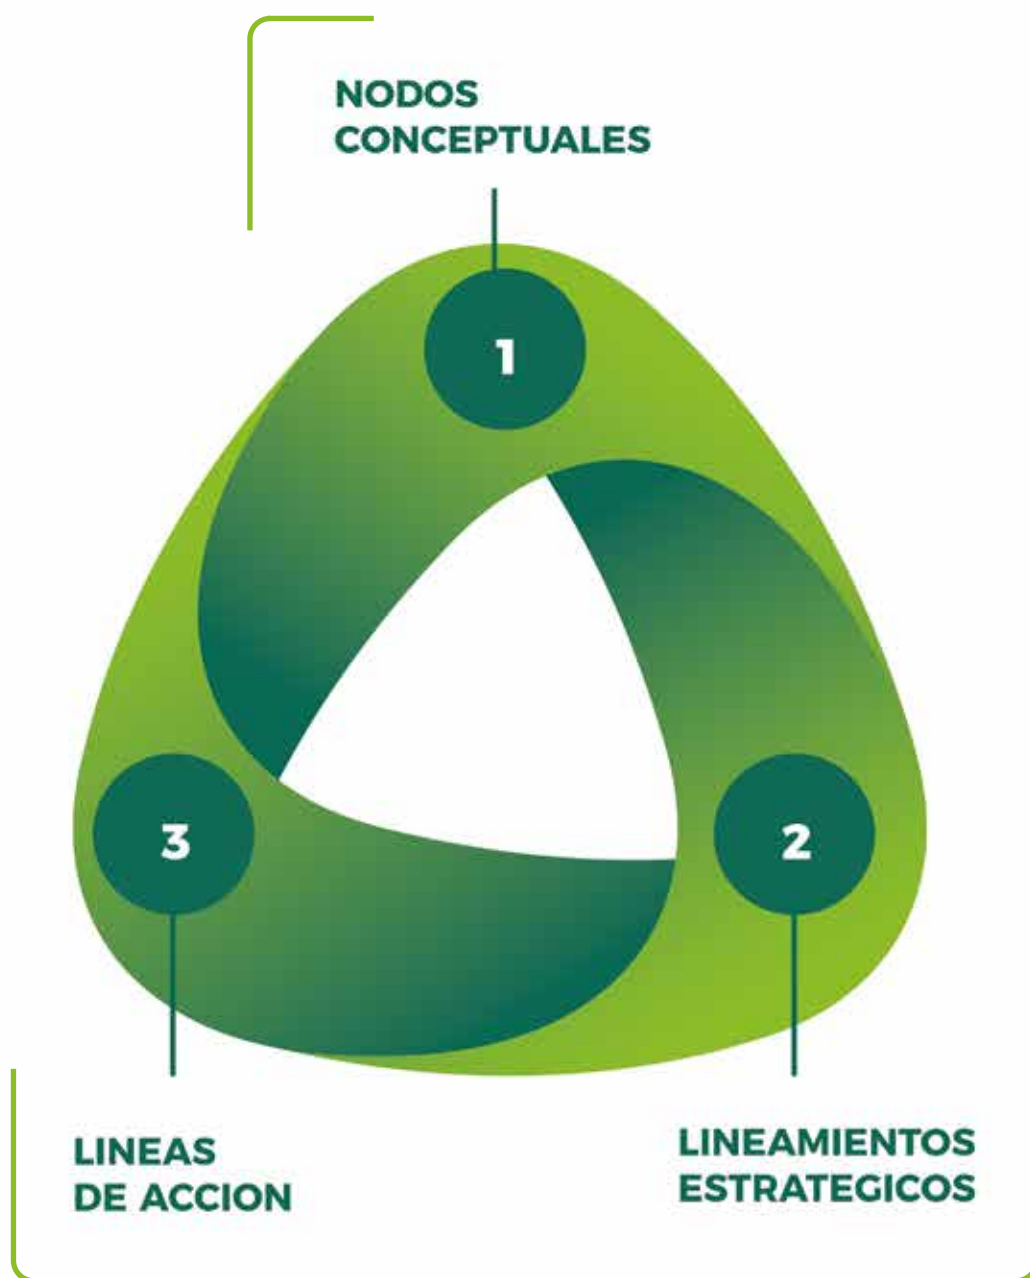 NODOS
CONCEPTUALES
1
2
3
LINEAMIENTOS
ESTRATEGICOS
LINEAS
DE ACCION